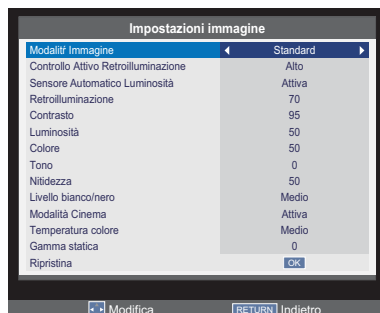 Impostazioni immagine
Modalitŕ Immagine Standard
Controllo Attivo Retroilluminazione Alto
Sensore Automatico Luminosità Attiva
Retroilluminazione 70
Contrasto 95
Luminosità 50
Colore 50
Tono 0
Nitidezza 50
Livello bianco/nero Medio
Modalità Cinema Attiva
Temperatura colore Medio
Gamma statica 0
Ripristina OK
Modifica RETURN Indietro